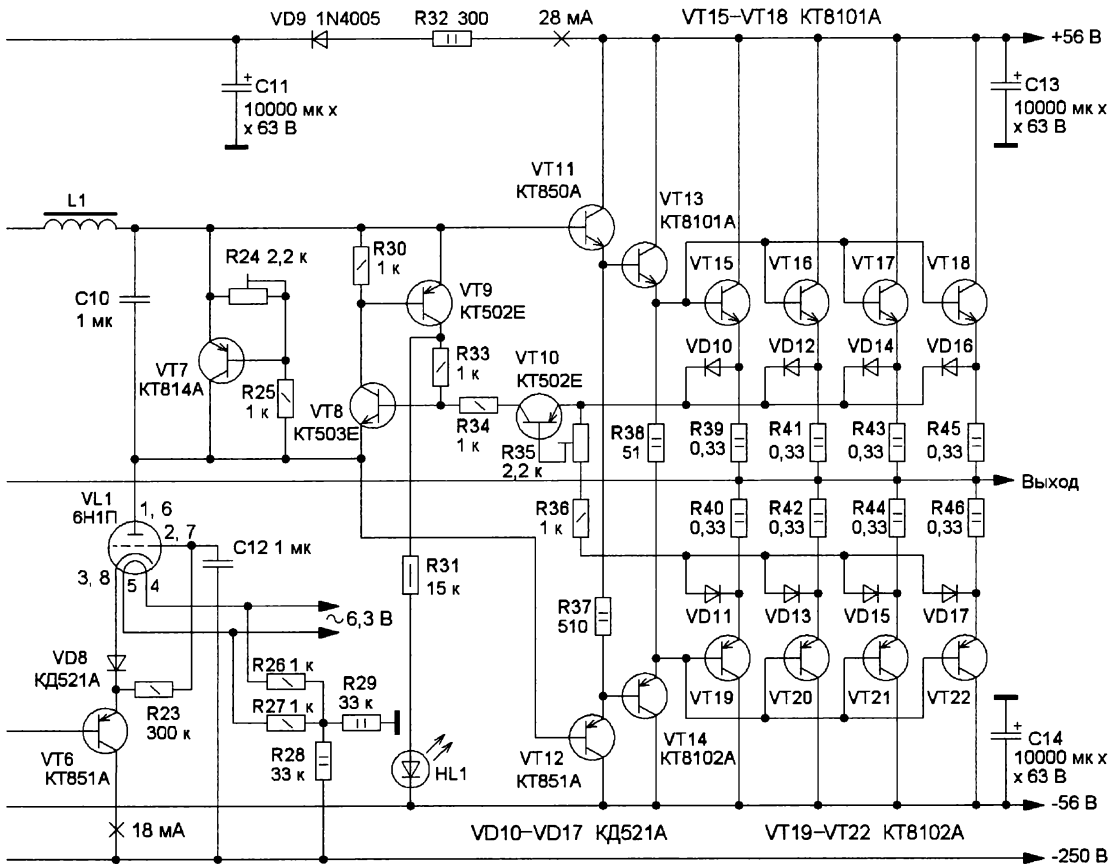 VD9 1N4005
R32 300
28 мА
VT15–VT18 КТ8101А
+56 В
C11
10000 мк x
x 63 В
C13
10000 мк x
x 63 В
VT11
КТ850А
VT13
КТ8101А
L1
R24 2,2 к
R30
1 к
VT9
КТ502Е
VT15
VT16
VT17
VT18
C10
1 мк
VT7
КТ814А
R25
1 к
R33
1 к
VT10
КТ502Е
VD10
VD12
VD14
VD16
VT8
КТ503Е
R34
1 к
R35
2,2 к
R38
51
R39
0,33
R41
0,33
R43
0,33
R45
0,33
Выход
VL1
6Н1П
1, 6
2, 7
3, 8
5
4
C12 1 мк
R36
1 к
R40
0,33
R42
0,33
R44
0,33
R46
0,33
R31
15 к
~6,3 В
R37
510
VD11
VD13
VD15
VD17
VD8
КД521А
R26 1 к
R27 1 к
R29
33 к
R23
300 к
R28
33 к
VT6
КТ851А
HL1
VT12
КТ851А
VT14
КТ8102А
VT19
VT20
VT21
VT22
C14
10000 мк x
x 63 В
-56 В
18 мА
VD10–VD17 КД521А
VT19–VT22 КТ8102А
-250 В